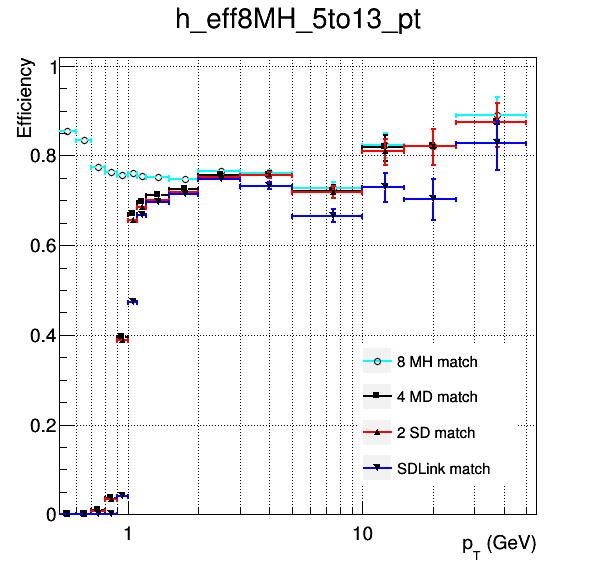 h_eff8MH_5to13_pt
Efficiency
1
0.8
0.6
0.4
0.2
0
8 MH match
4 MD match
2 SD match
SDLink match
1
10
p_T (GeV)